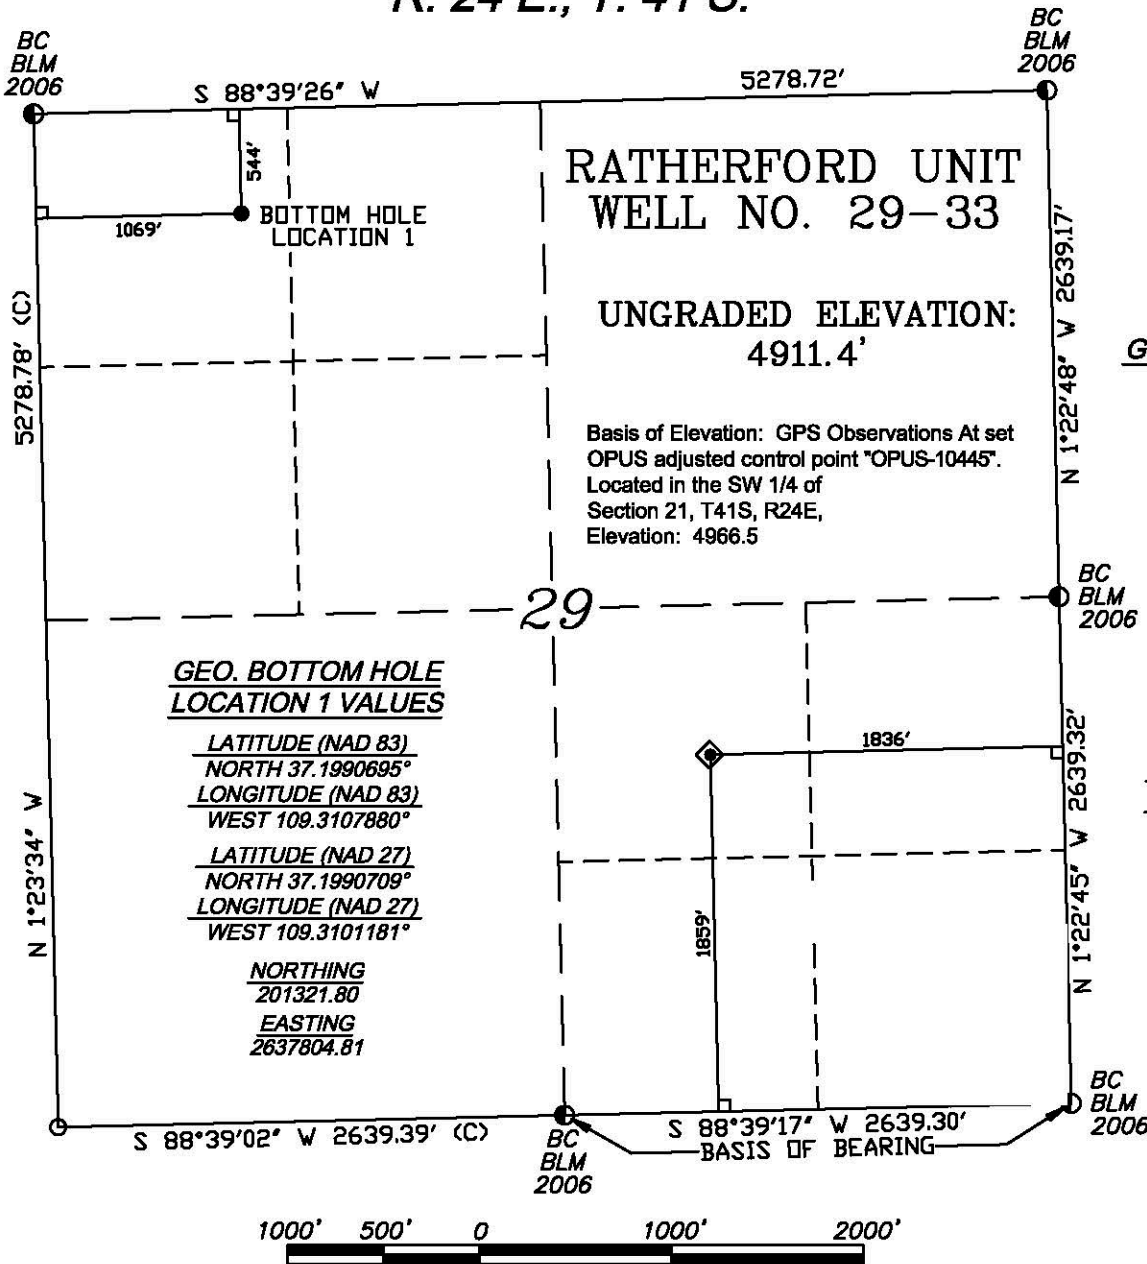 R. 24 E., T. 41 S.
BC
BLM
2006
S 88°39'26" W
5278.72'
BC
BLM
2006
544'
1069'
BOTTOM HOLE
LOCATION 1
RATHERFORD UNIT
WELL NO. 29-33
UNGRADED ELEVATION:
4911.4'
Basis of Elevation: GPS Observations At set
OPUS adjusted control point "OPUS-10445".
Located in the SW 1/4 of
Section 21, T41S, R24E,
Elevation: 4966.5
N 1°22'48" W 2639.17'
G
N 1°23'34" W
5278.78' (C)
29
BC
BLM
2006
GEO. BOTTOM HOLE
LOCATION 1 VALUES
LATITUDE (NAD 83)
NORTH 37.1990695°
LONGITUDE (NAD 83)
WEST 109.3107880°
LATITUDE (NAD 27)
NORTH 37.1990709°
LONGITUDE (NAD 27)
WEST 109.3101181°
NORTHING
201321.80
EASTING
2637804.81
1836'
1859'
N 1°22'45" W 2639.32'
S 88°39'02" W 2639.39' (C)
BC
BLM
2006
S 88°39'17" W 2639.30'
BASIS OF BEARING
BC
BLM
2006
1000' 500' 0 1000' 2000'